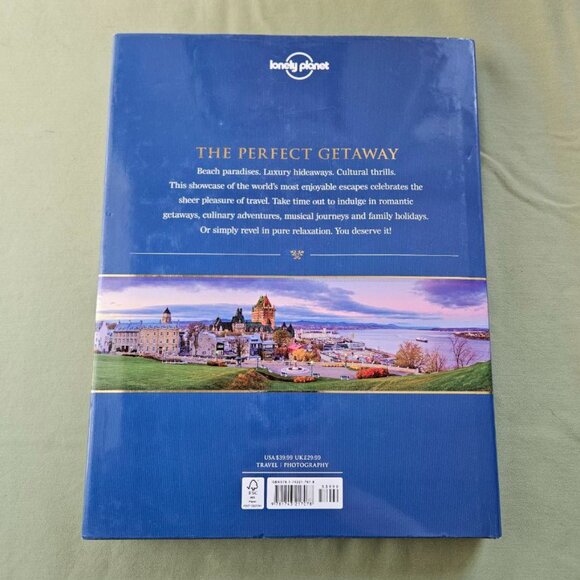 lonely planet
THE PERFECT GETAWAY
Beach paradises. Luxury hideaways. Cultural thrills.
This showcase of the world's most enjoyable escapes celebrates the
sheer pleasure of travel. Take time out to indulge in romantic
getaways, culinary adventures, musical journeys and family holidays.
Or simply revel in pure relaxation. You deserve it!
USA $39.99 UK £29.99
TRAVEL | PHOTOGRAPHY
FSC